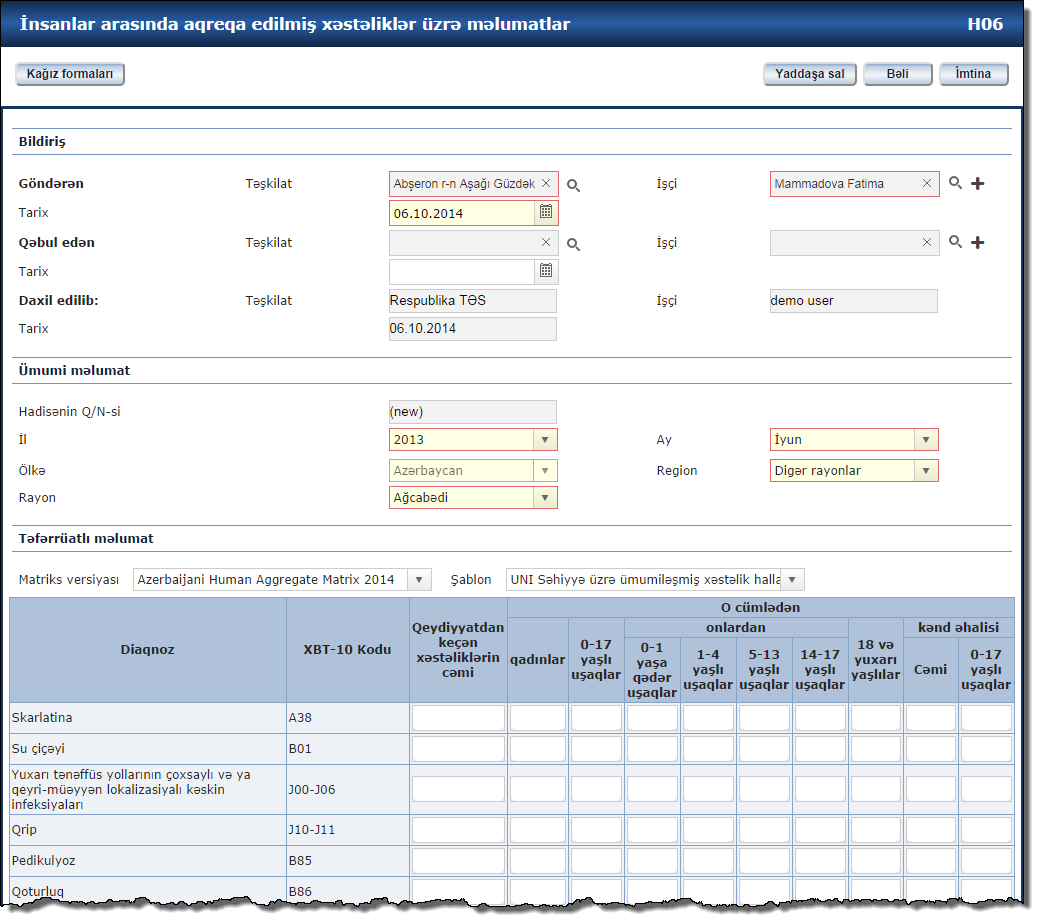 İnsanlar arasında aqreqa edilmiş xəstəliklər üzrə məlumatlar H06
Kağız formaları Yaddaşa sal Bəli İmtina
Bildiriş
Göndərən Təşkilat Abşeron r-n Aşağı Güzdək İşçi Mammadova Fatima
Tarix 06.10.2014
Qəbul edən Təşkilat İşçi
Tarix
Daxil edilib: Təşkilat Respublika TƏS İşçi demo user
Tarix 06.10.2014
Ümumi məlumat
Hadisənin Q/N-si (new)
İl 2013 Ay İyun
Ölkə Azərbaycan Region Digər rayonlar
Rayon Ağcabədi
Təfərrüatlı məlumat
Matriks versiyası Azerbaijani Human Aggregate Matrix 2014 Şablon UNI Səhiyyə üzrə ümumiləşmiş xəstəlik halla
Diaqnoz XBT-10 Kodu Qeydiyyatdan keçən xəstəliklərin cəmi O cümlədən
qadınlar 0-17 yaşlı uşaqlar onlardan 18 və yuxarı yaşlılar kənd əhalisi
0-1 yaşa qədər uşaqlar 1-4 yaşlı uşaqlar 5-13 yaşlı uşaqlar 14-17 yaşlı uşaqlar Cəmi 0-17 yaşlı uşaqlar
Skarlatina A38
Su çiçəyi B01
Yuxarı tənəffüs yollarının çoxsaylı və ya
qeyri-müəyyən lokalizasiyalı kəskin J00-J06
infeksiyaları
Qrip J10-J11
Pedikulyoz B85
Qoturluq B86